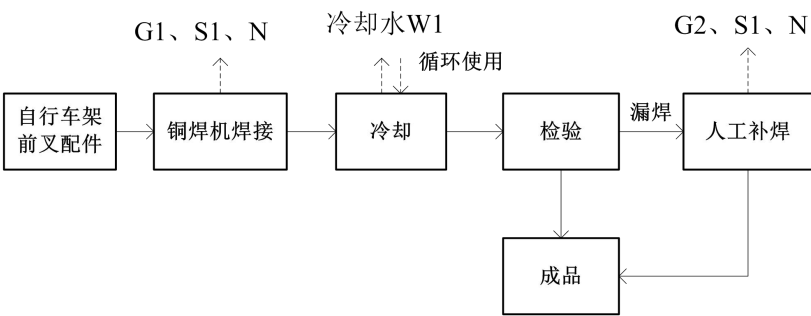 G1、S1、N
冷却水W1
G2、S1、N
循环使用
自行车架
前叉配件
铜焊机焊接
冷却
检验
漏焊
人工补焊
成品